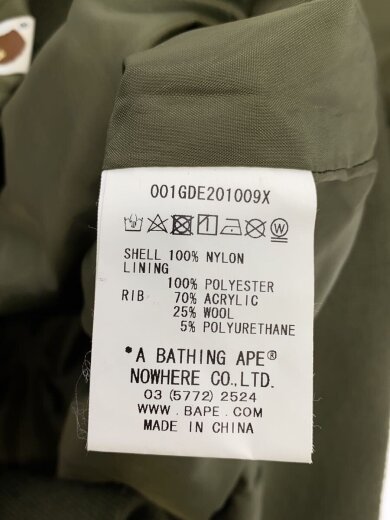 001GDE201009X
SHELL 100% NYLON
LINING
100% POLYESTER
RIB 70% ACRYLIC
25% WOOL
5% POLYURETHANE
*A BATHING APE®
NOWHERE CO.,LTD.
03 (5772) 2524
WWW.BAPE.COM
MADE IN CHINA